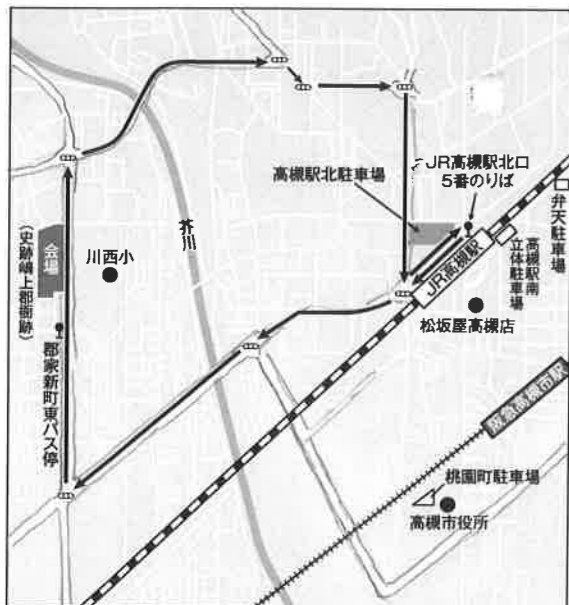 JR高槻駅北口
5番のりば
高槻駅北駐車場
弁天駐車場
芥川
川西小
会場
(史跡嶋上郡衙跡)
JR高槻駅
高槻駅南
立体駐車場
松坂屋高槻店
郡家新町東バス停
阪急高槻市駅
桃園町駐車場
高槻市役所